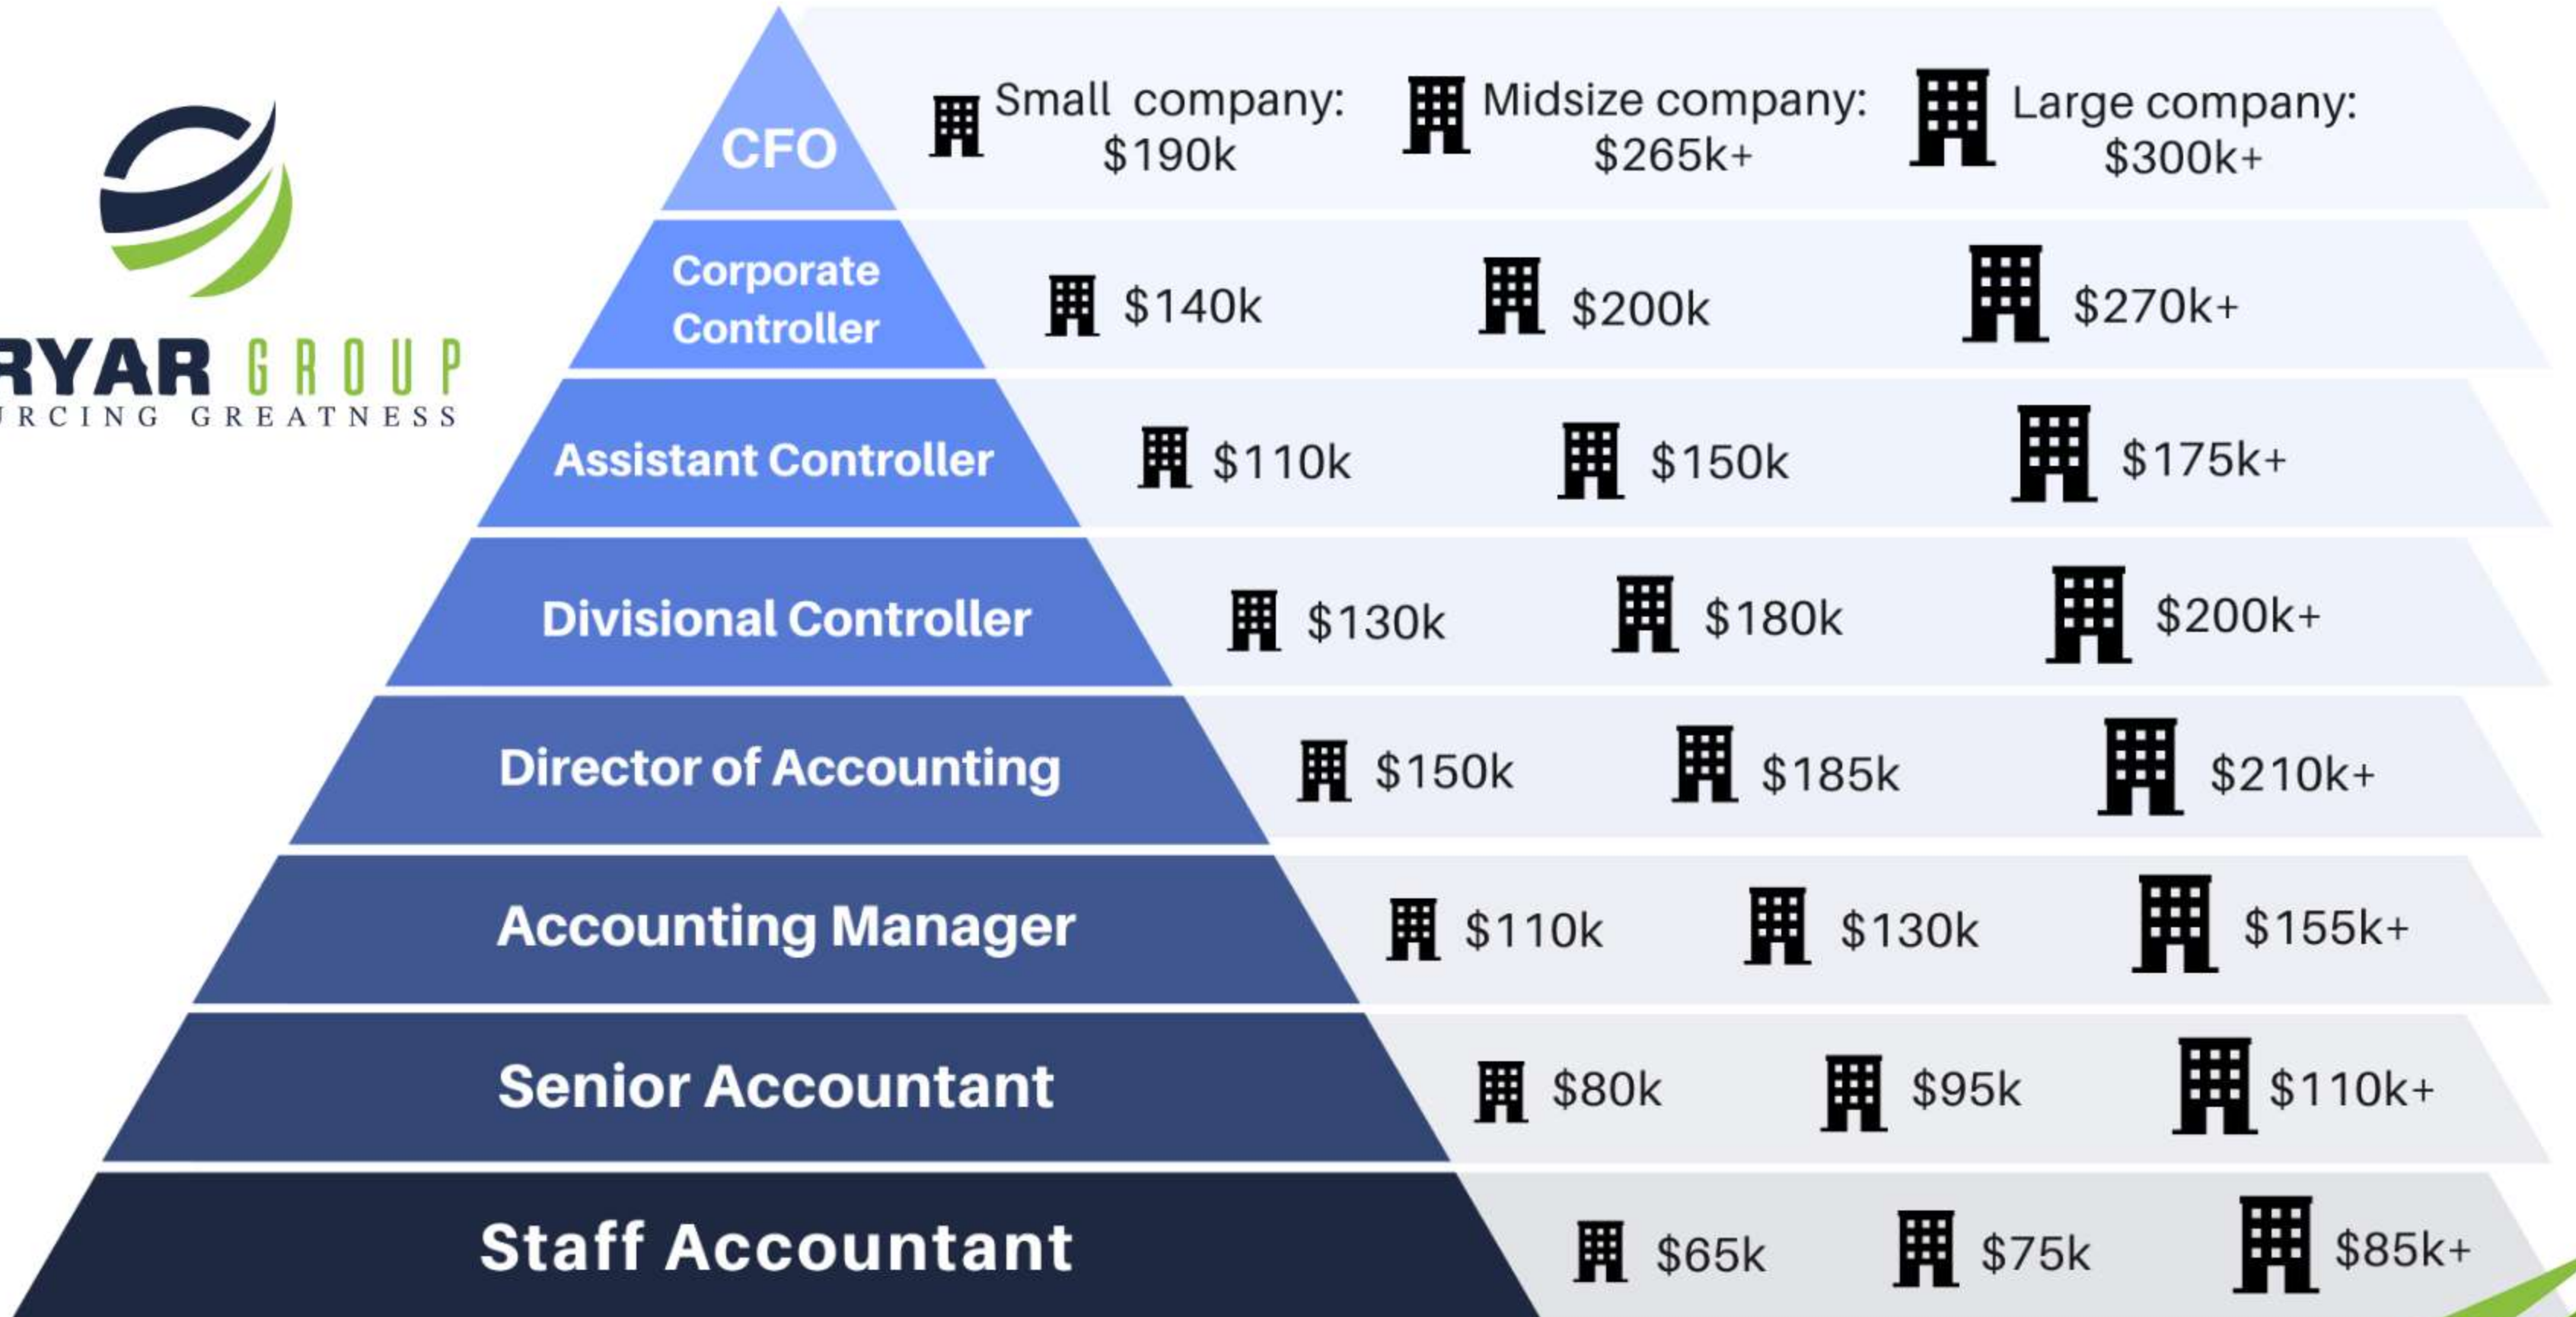 RYAR GROUP
URCING GREATNESS
CFO
Small company:
$190k
Midsize company:
$265k+
Large company:
$300k+
Corporate
Controller
$140k
$200k
$270k+
Assistant Controller
$110k
$150k
$175k+
Divisional Controller
$130k
$180k
$200k+
Director of Accounting
$150k
$185k
$210k+
Accounting Manager
$110k
$130k
$155k+
Senior Accountant
$80k
$95k
$110k+
Staff Accountant
$65k
$75k
$85k+